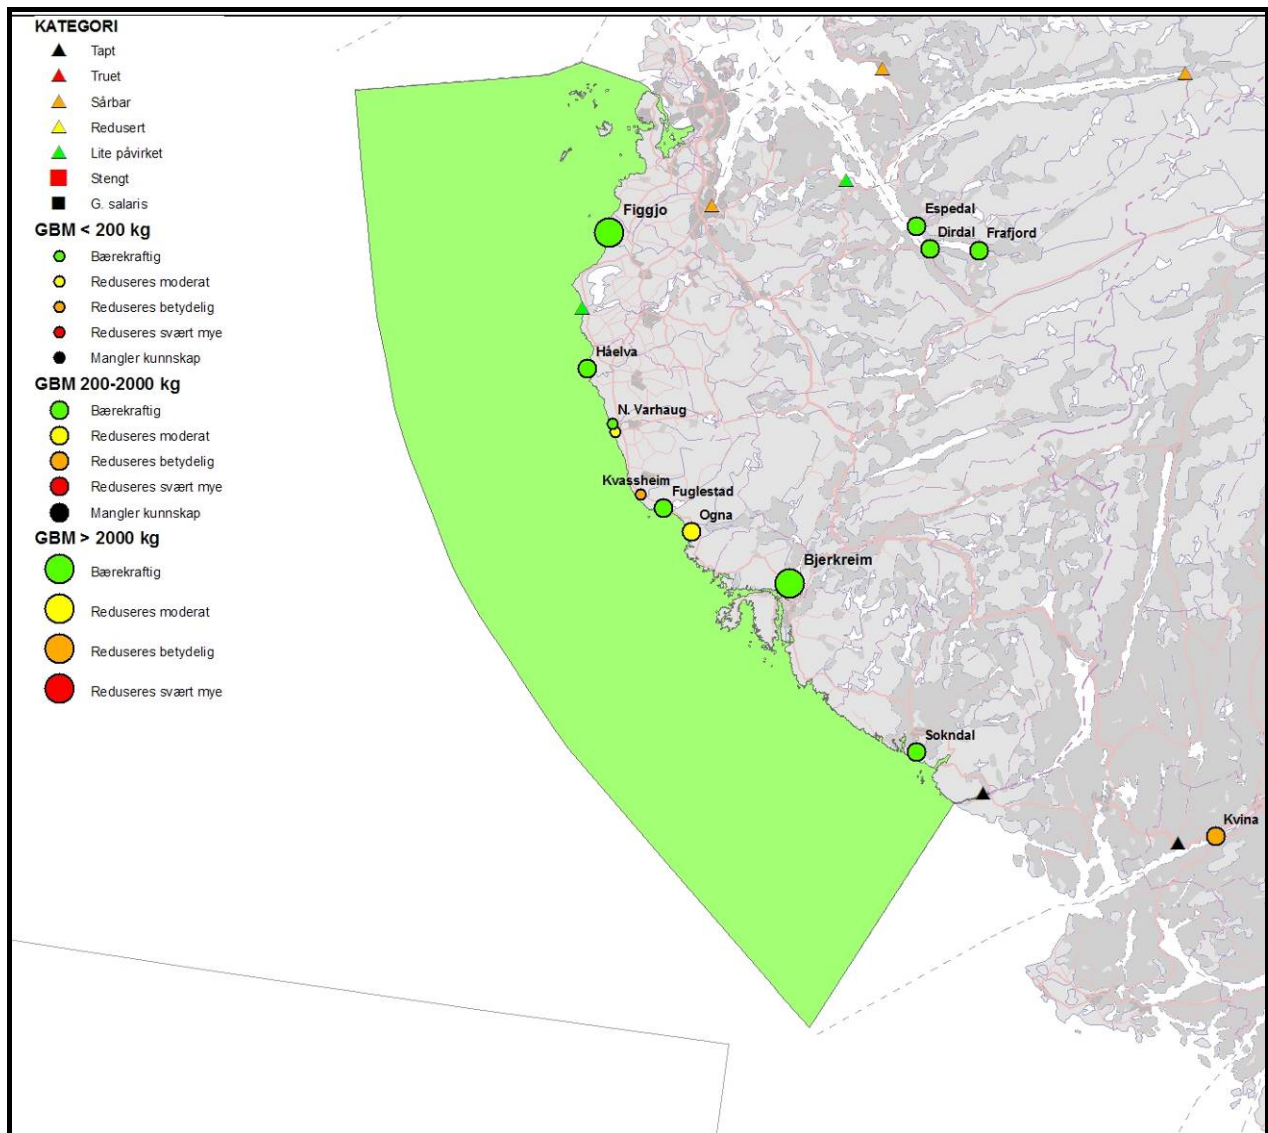 KATEGORI
Tapt
Truet
Sårbar
Redusert
Lite påvirket
Stengt
G. salaris
GBM < 200 kg
Bærekraftig
Reduseres moderat
Reduseres betydelig
Reduseres svært mye
Mangler kunnskap
GBM 200-2000 kg
Bærekraftig
Reduseres moderat
Reduseres betydelig
Reduseres svært mye
Mangler kunnskap
GBM > 2000 kg
Bærekraftig
Reduseres moderat
Reduseres betydelig
Reduseres svært mye
Figgjo
Espedal
Dirdal
Frafjord
Håelva
N. Varhaug
Kvassheim
Fuglestad
Ogna
Bjerkreim
Sokndal
Kvina